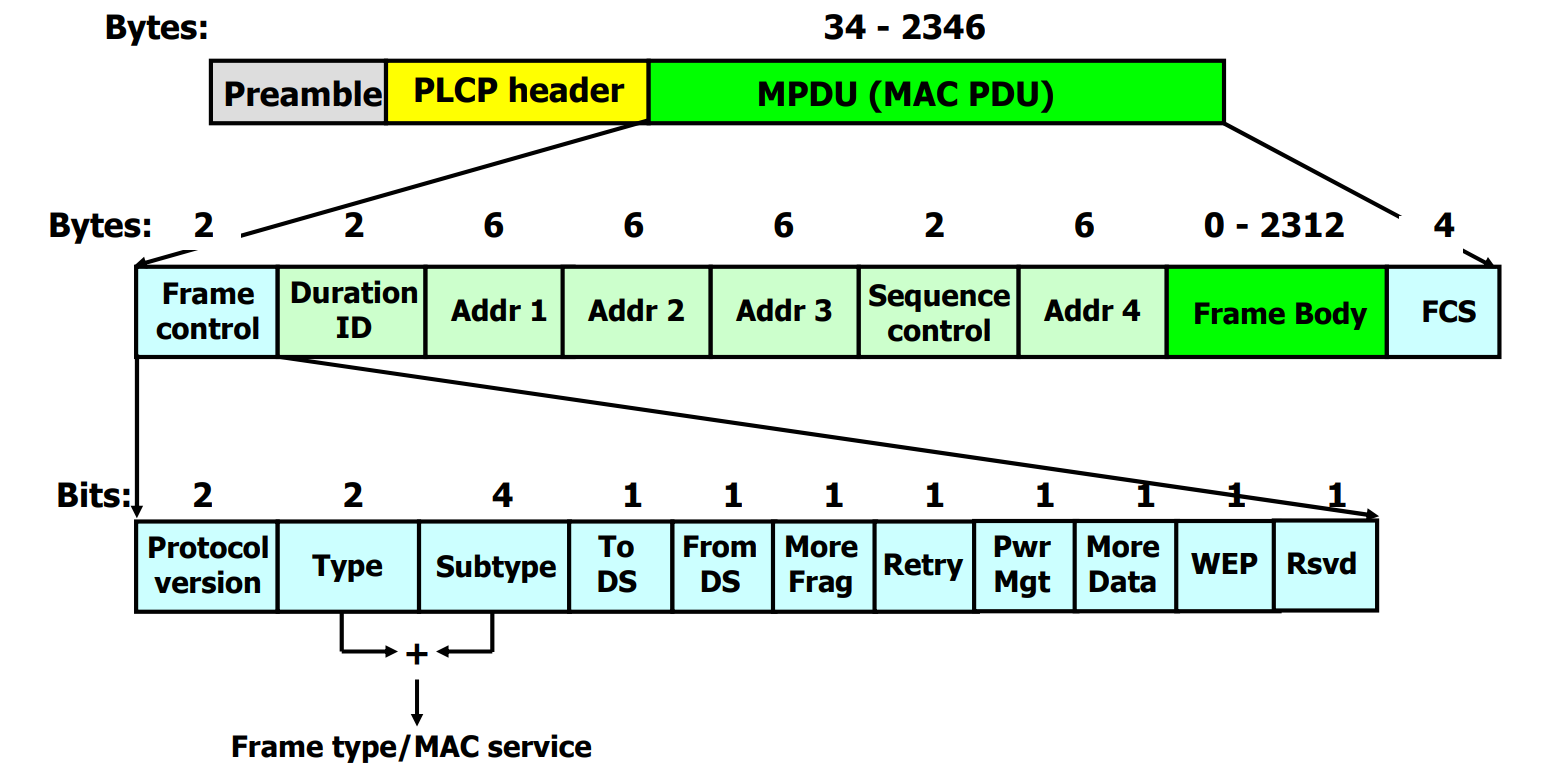 Bytes: 34 - 2346
Preamble PLCP header MPDU (MAC PDU)
Bytes: 2 2 6 6 6 2 6 0 - 2312 4
Frame control Duration ID Addr 1 Addr 2 Addr 3 Sequence control Addr 4 Frame Body FCS
Bits: 2 2 4 1 1 1 1 1 1 1 1
Protocol version Type Subtype To DS From DS More Frag Retry Pwr Mgt More Data WEP Rsvd
+
Frame type/MAC service